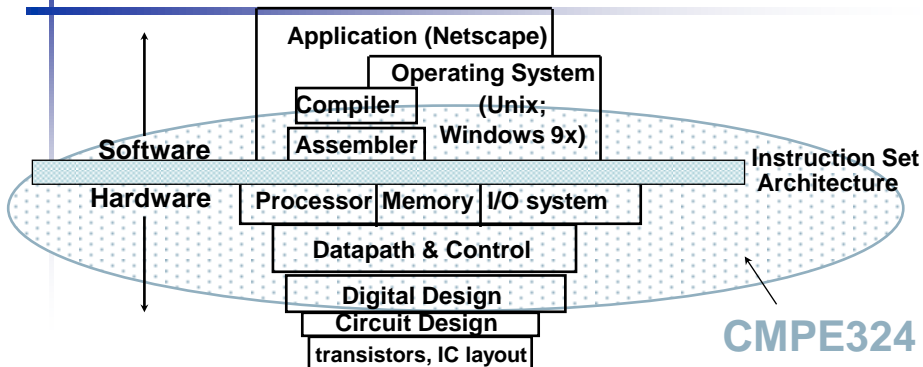 Application (Netscape)
Operating System
Compiler
(Unix;
Windows 9x)
Assembler
Software
Instruction Set
Architecture
Hardware
Processor Memory I/O system
Datapath & Control
Digital Design
Circuit Design
transistors, IC layout
CMPE324